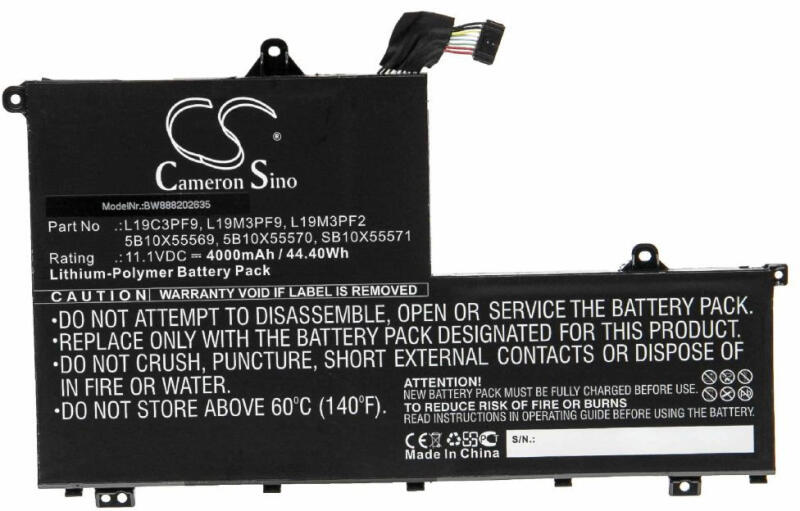 CS®
Cameron Sino
ModelNr.:BW888202635
Part No .:L19C3PF9, L19M3PF9, L19M3PF2
5B10X55569, 5B10X55570, SB10X55571
Rating .:11.1VDC ⎓ 4000mAh / 44.40Wh
Lithium-Polymer Battery Pack
CAUTION WARRANTY VOID IF LABEL IS REMOVED
•DO NOT ATTEMPT TO DISASSEMBLE, OPEN OR SERVICE THE BATTERY PACK.
•REPLACE ONLY WITH THE BATTERY PACK DESIGNATED FOR THIS PRODUCT.
•DO NOT CRUSH, PUNCTURE, SHORT EXTERNAL CONTACTS OR DISPOSE OF
IN FIRE OR WATER.
•DO NOT STORE ABOVE 60°C (140°F).
ATTENTION!
NEW BATTERY PACK MUST BE FULLY CHARGED BEFORE USE.
TO REDUCE RISK OF FIRE OR BURNS
READ INSTRUCTIONS IN OPERATING GUIDE BEFORE USING THE BATTERY.
CE
Made In China
S/N.: